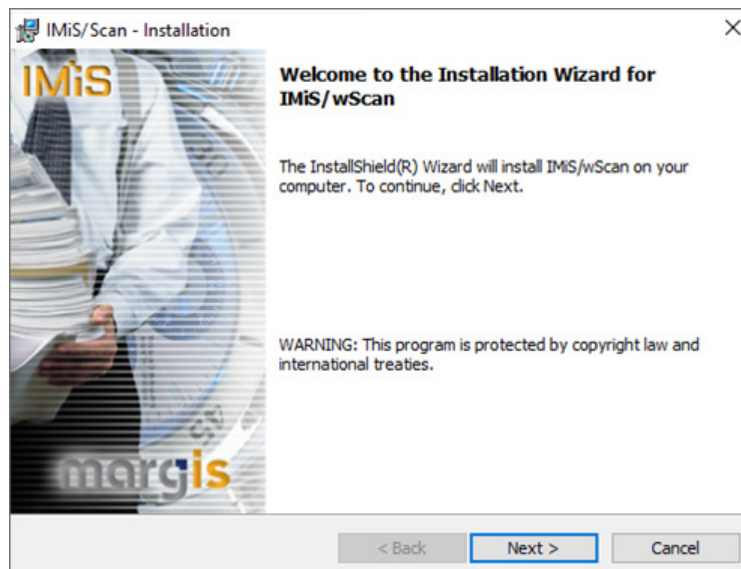 IMiS/Scan - Installation
IMiS
Welcome to the Installation Wizard for
IMiS/wScan
The InstallShield(R) Wizard will install IMiS/wScan on your
computer. To continue, click Next.
WARNING: This program is protected by copyright law and
international treaties.
margis
< Back
Next >
Cancel